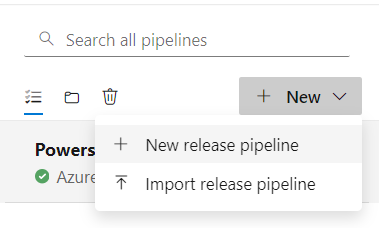 Search all pipelines
New
Powers
New release pipeline
Azure
Import release pipeline